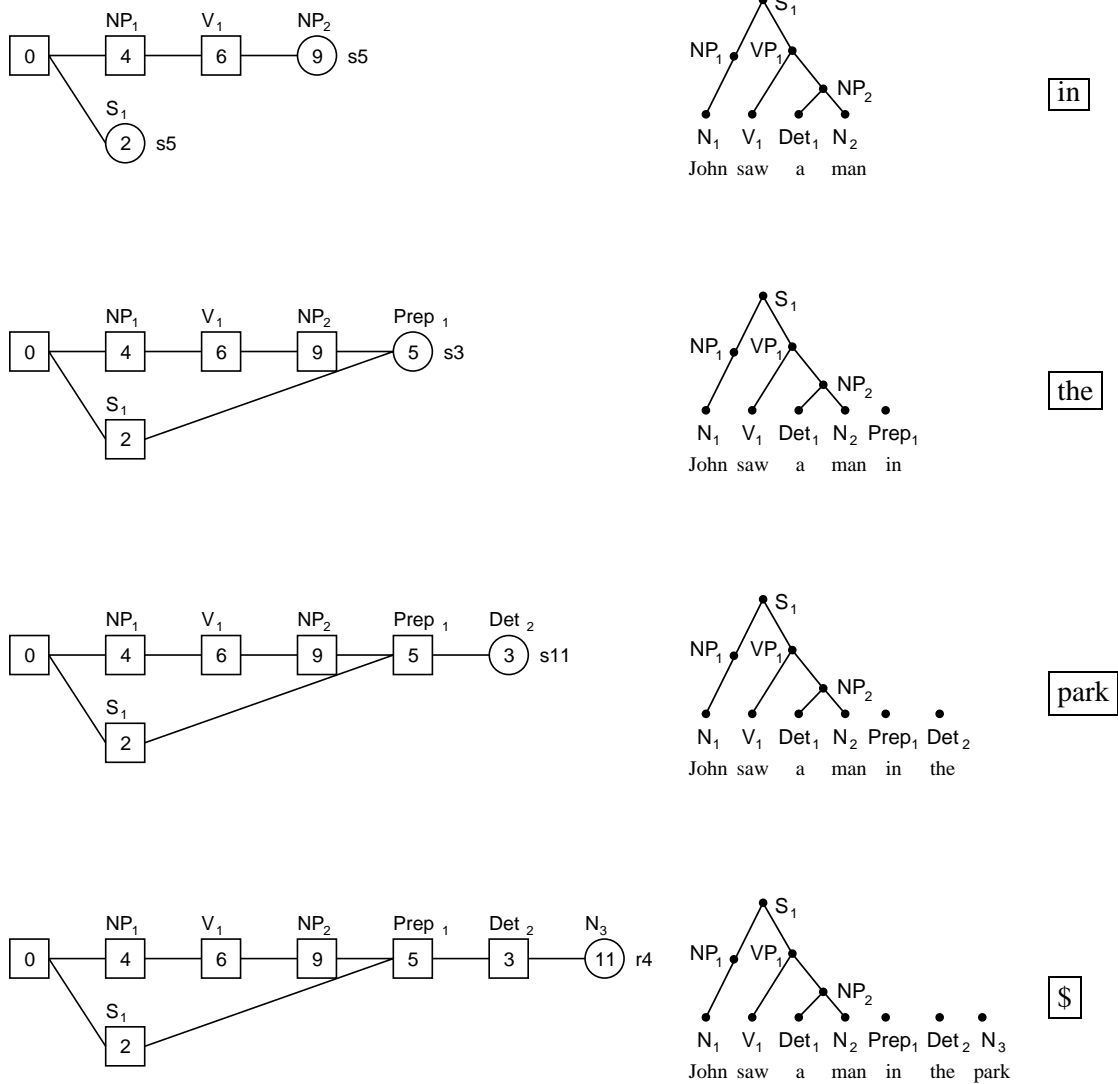 S₁
NP₁ V₁ NP₂
0 4 6 9 s5
NP₁ VP₁
in
NP₂
S₁
2 s5
N₁ V₁ Det₁ N₂
John saw a man
S₁
NP₁ V₁ NP₂ Prep ₁
0 4 6 9 5 s3
NP₁ VP₁
NP₂
the
S₁
2
N₁ V₁ Det₁ N₂ Prep₁
John saw a man in
S₁
NP₁ V₁ NP₂ Prep ₁ Det ₂
0 4 6 9 5 3 s11
NP₁ VP₁
NP₂
park
S₁
2
N₁ V₁ Det₁ N₂ Prep₁ Det₂
John saw a man in the
S₁
NP₁ V₁ NP₂ Prep ₁ Det ₂ N₃
0 4 6 9 5 3 11 r4
NP₁ VP₁
NP₂
$
S₁
2
N₁ V₁ Det₁ N₂ Prep₁ Det₂ N₃
John saw a man in the park